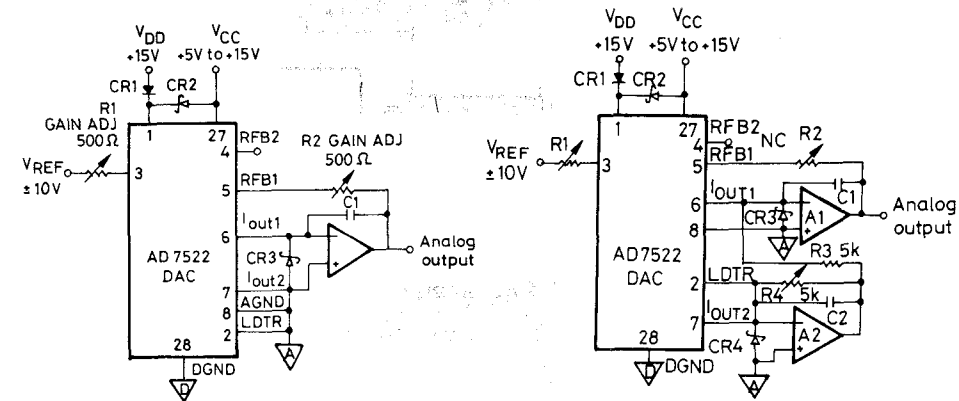 VDD
+15V
VCC
+5V to +15V
CR1
CR2
R1
GAIN ADJ
500Ω
VREF
±10V
1
27
3
4
RFB2
R2 GAIN ADJ
500Ω
5
RFB1
C1
6
Iout1
-
+
Analog
output
CR3
AD7522
DAC
7
Iout2
8
AGND
2
LDTR
28
DGND
D
A
VDD
+15V
VCC
+5V to +15V
CR1
CR2
R1
VREF
±10V
1
27
3
4
RFB2
NC
5
RFB1
R2
6
IOUT1
C1
CR3
-
+
A1
8
A
Analog
output
R3 5k
AD7522
DAC
2
LDTR
R4 5k
7
IOUT2
C2
-
+
A2
CR4
28
DGND
D
A